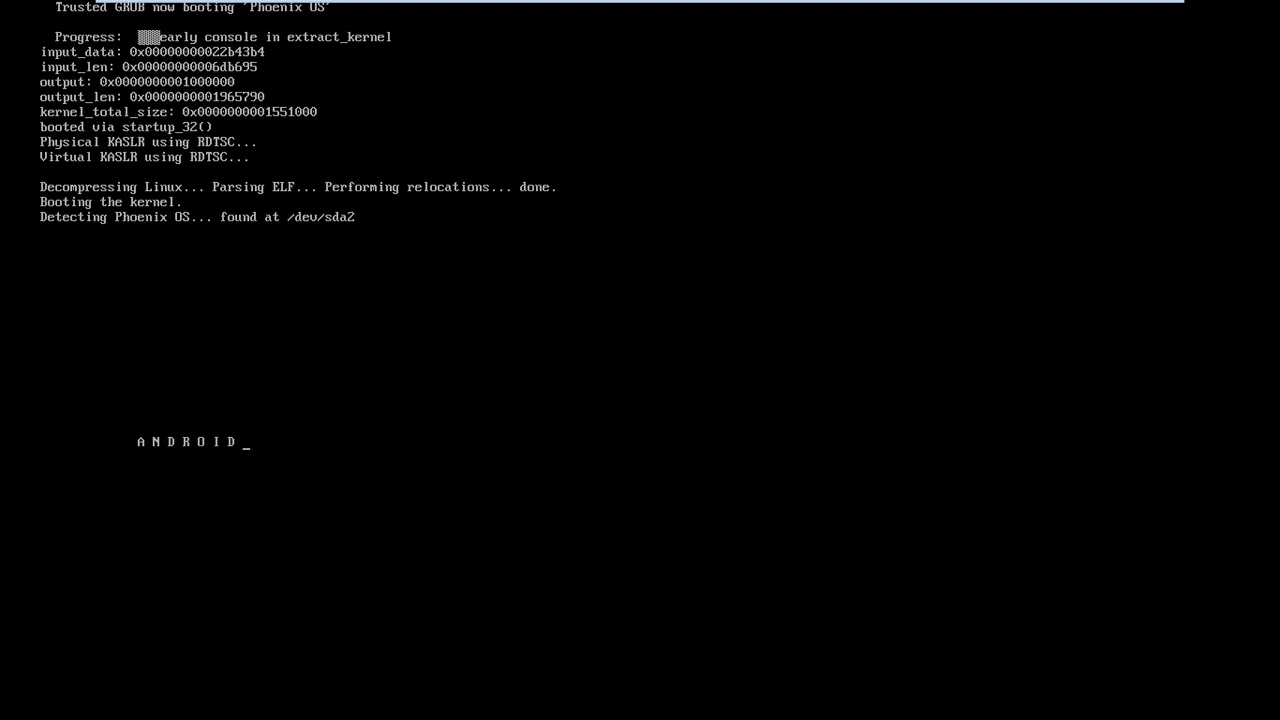 Trusted GRUB now booting 'Phoenix OS'
Progress: ▒▒▒early console in extract_kernel
input_data: 0x00000000022b43b4
input_len: 0x00000000006db695
output: 0x0000000001000000
output_len: 0x0000000001965790
kernel_total_size: 0x0000000001551000
booted via startup_32()
Physical KASLR using RDTSC...
Virtual KASLR using RDTSC...
Decompressing Linux... Parsing ELF... Performing relocations... done.
Booting the kernel.
Detecting Phoenix OS... found at /dev/sda2
A N D R O I D _